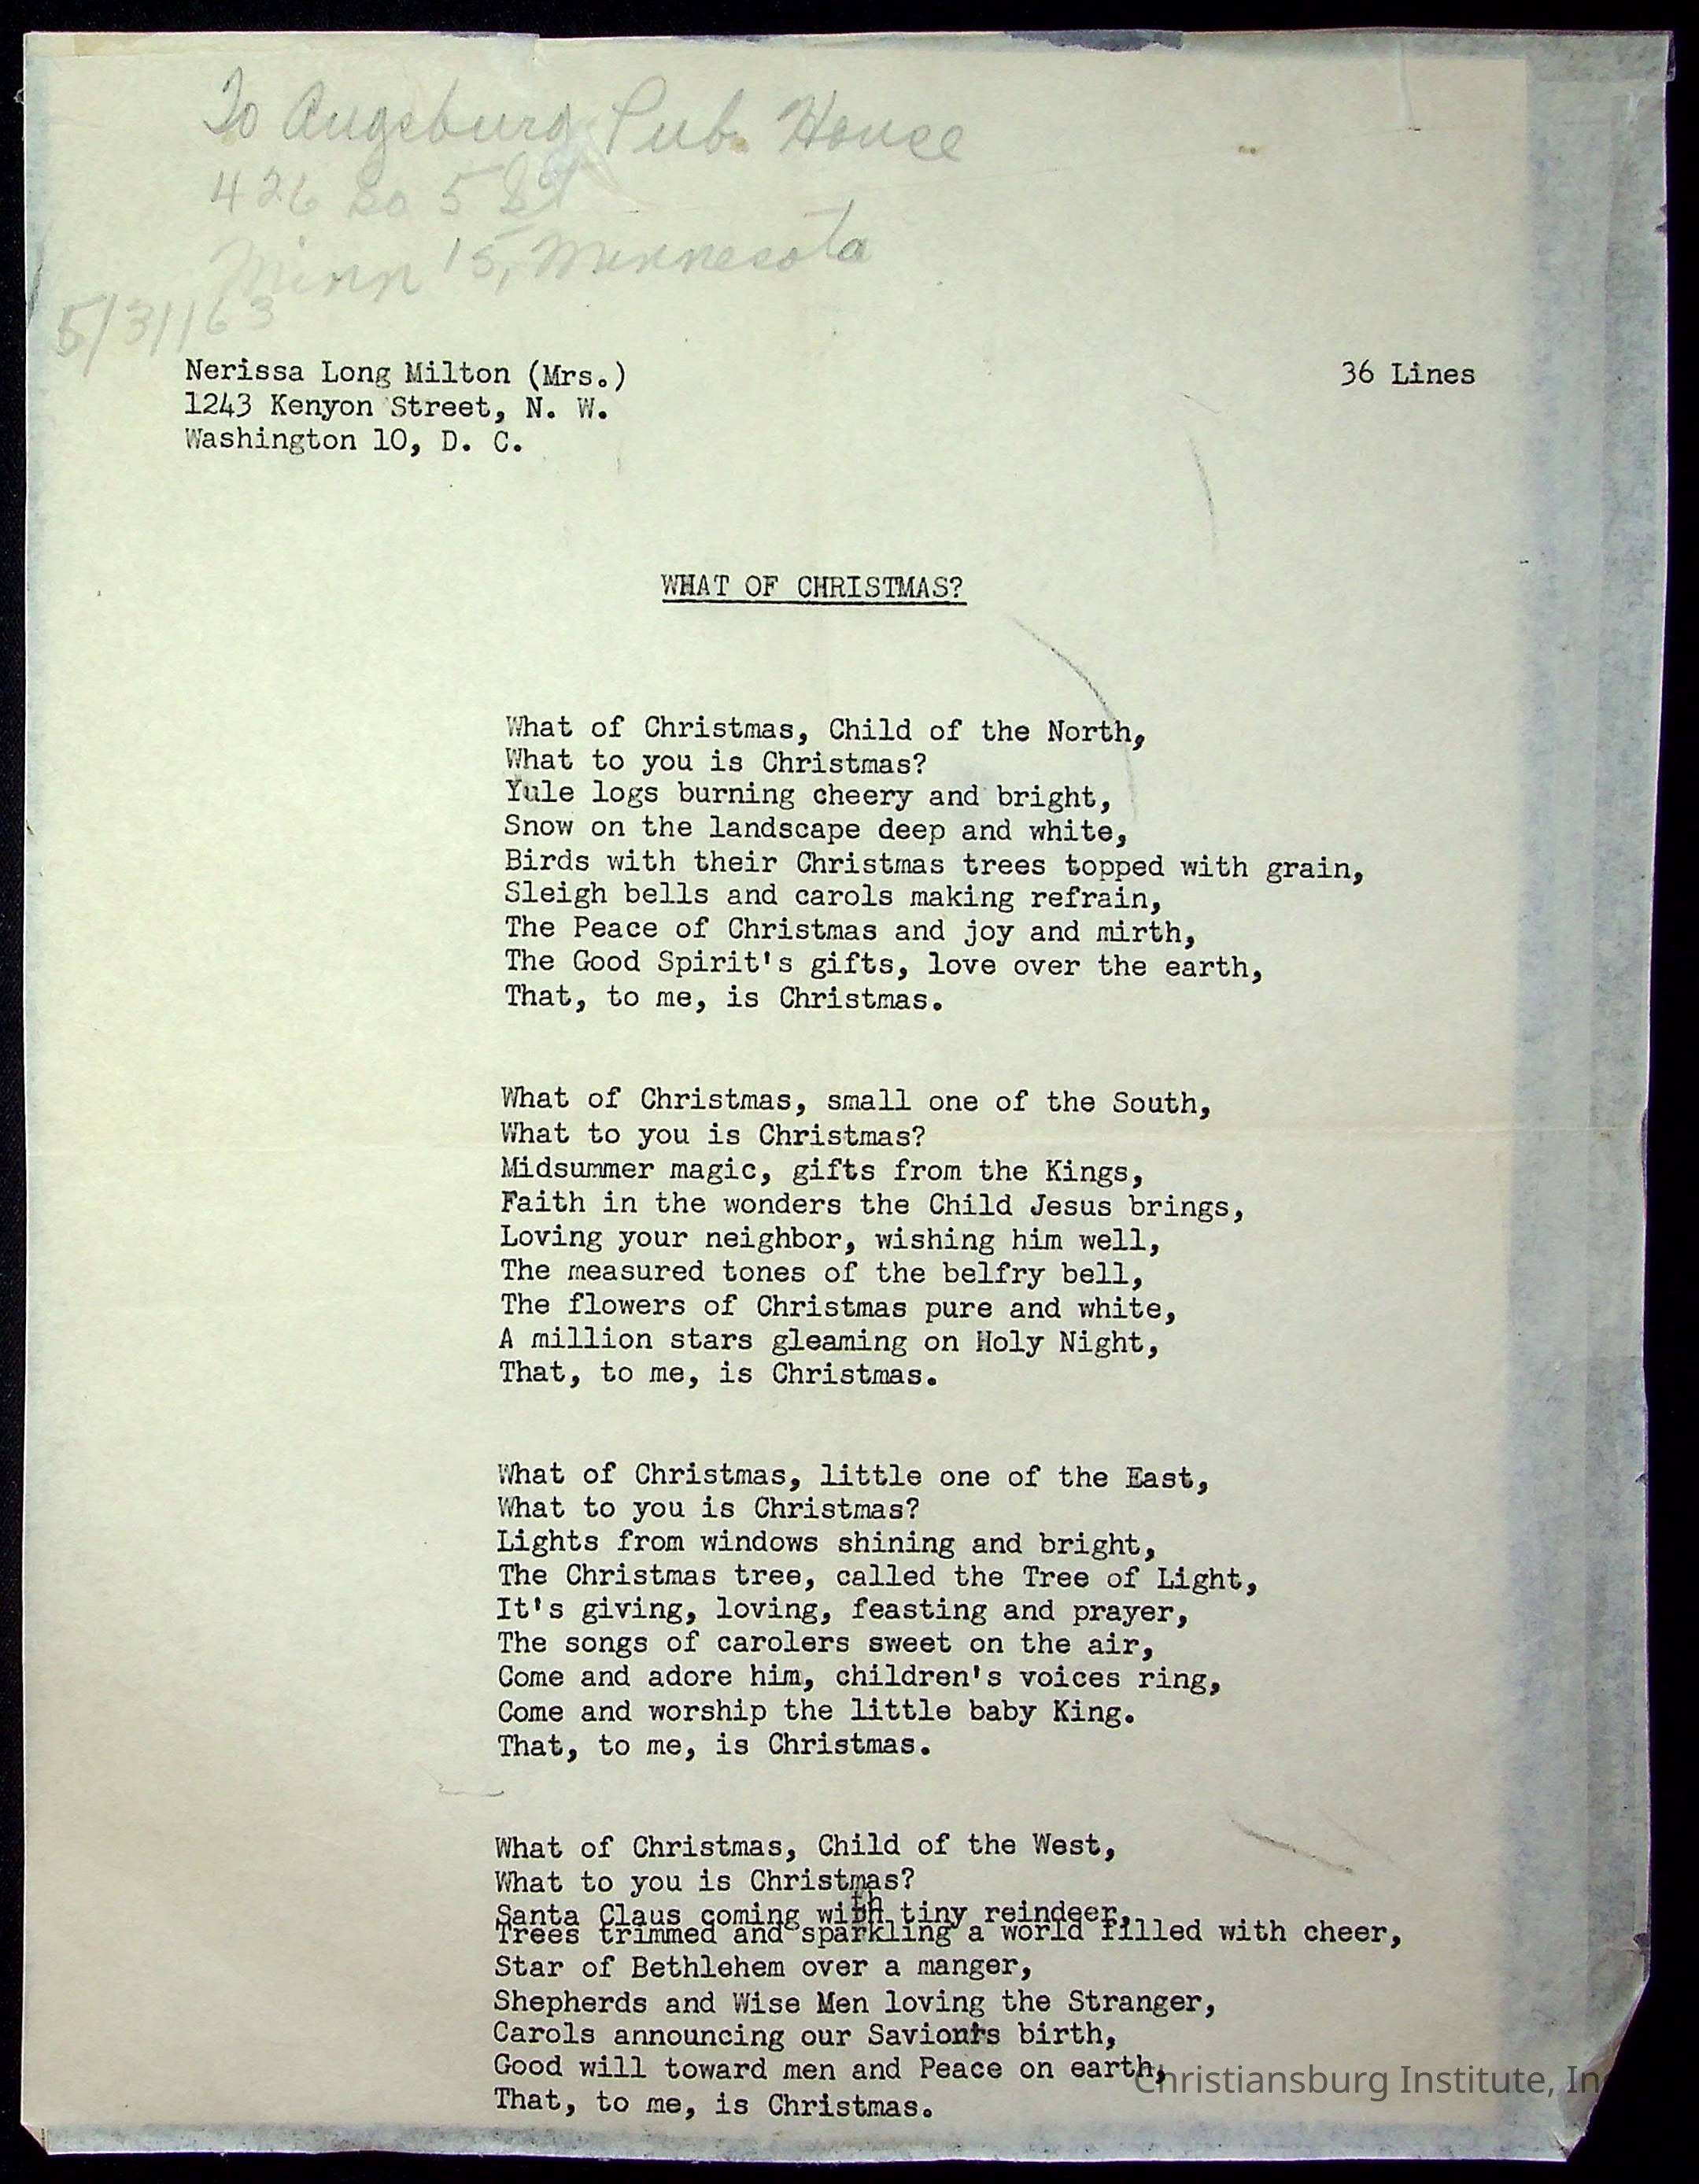 To Augsburg Pub. House
426 So 5 St
Minn 15, Minnesota
5/31/63
Nerissa Long Milton (Mrs.)
36 Lines
1243 Kenyon Street, N. W.
Washington 10, D. C.
WHAT OF CHRISTMAS?
What of Christmas, Child of the North,
What to you is Christmas?
Yule logs burning cheery and bright,
Snow on the landscape deep and white,
Birds with their Christmas trees topped with grain,
Sleigh bells and carols making refrain,
The Peace of Christmas and joy and mirth,
The Good Spirit's gifts, love over the earth,
That, to me, is Christmas.
What of Christmas, small one of the South,
What to you is Christmas?
Midsummer magic, gifts from the Kings,
Faith in the wonders the Child Jesus brings,
Loving your neighbor, wishing him well,
The measured tones of the belfry bell,
The flowers of Christmas pure and white,
A million stars gleaming on Holy Night,
That, to me, is Christmas.
What of Christmas, little one of the East,
What to you is Christmas?
Lights from windows shining and bright,
The Christmas tree, called the Tree of Light,
It's giving, loving, feasting and prayer,
The songs of carolers sweet on the air,
Come and adore him, children's voices ring,
Come and worship the little baby King.
That, to me, is Christmas.
What of Christmas, Child of the West,
What to you is Christmas?
Santa Claus coming with tiny reindeer,
Trees trimmed and sparkling a world filled with cheer,
Star of Bethlehem over a manger,
Shepherds and Wise Men loving the Stranger,
Carols announcing our Saviour's birth,
Good will toward men and Peace on earth,
That, to me, is Christmas.
Christiansburg Institute, Inc